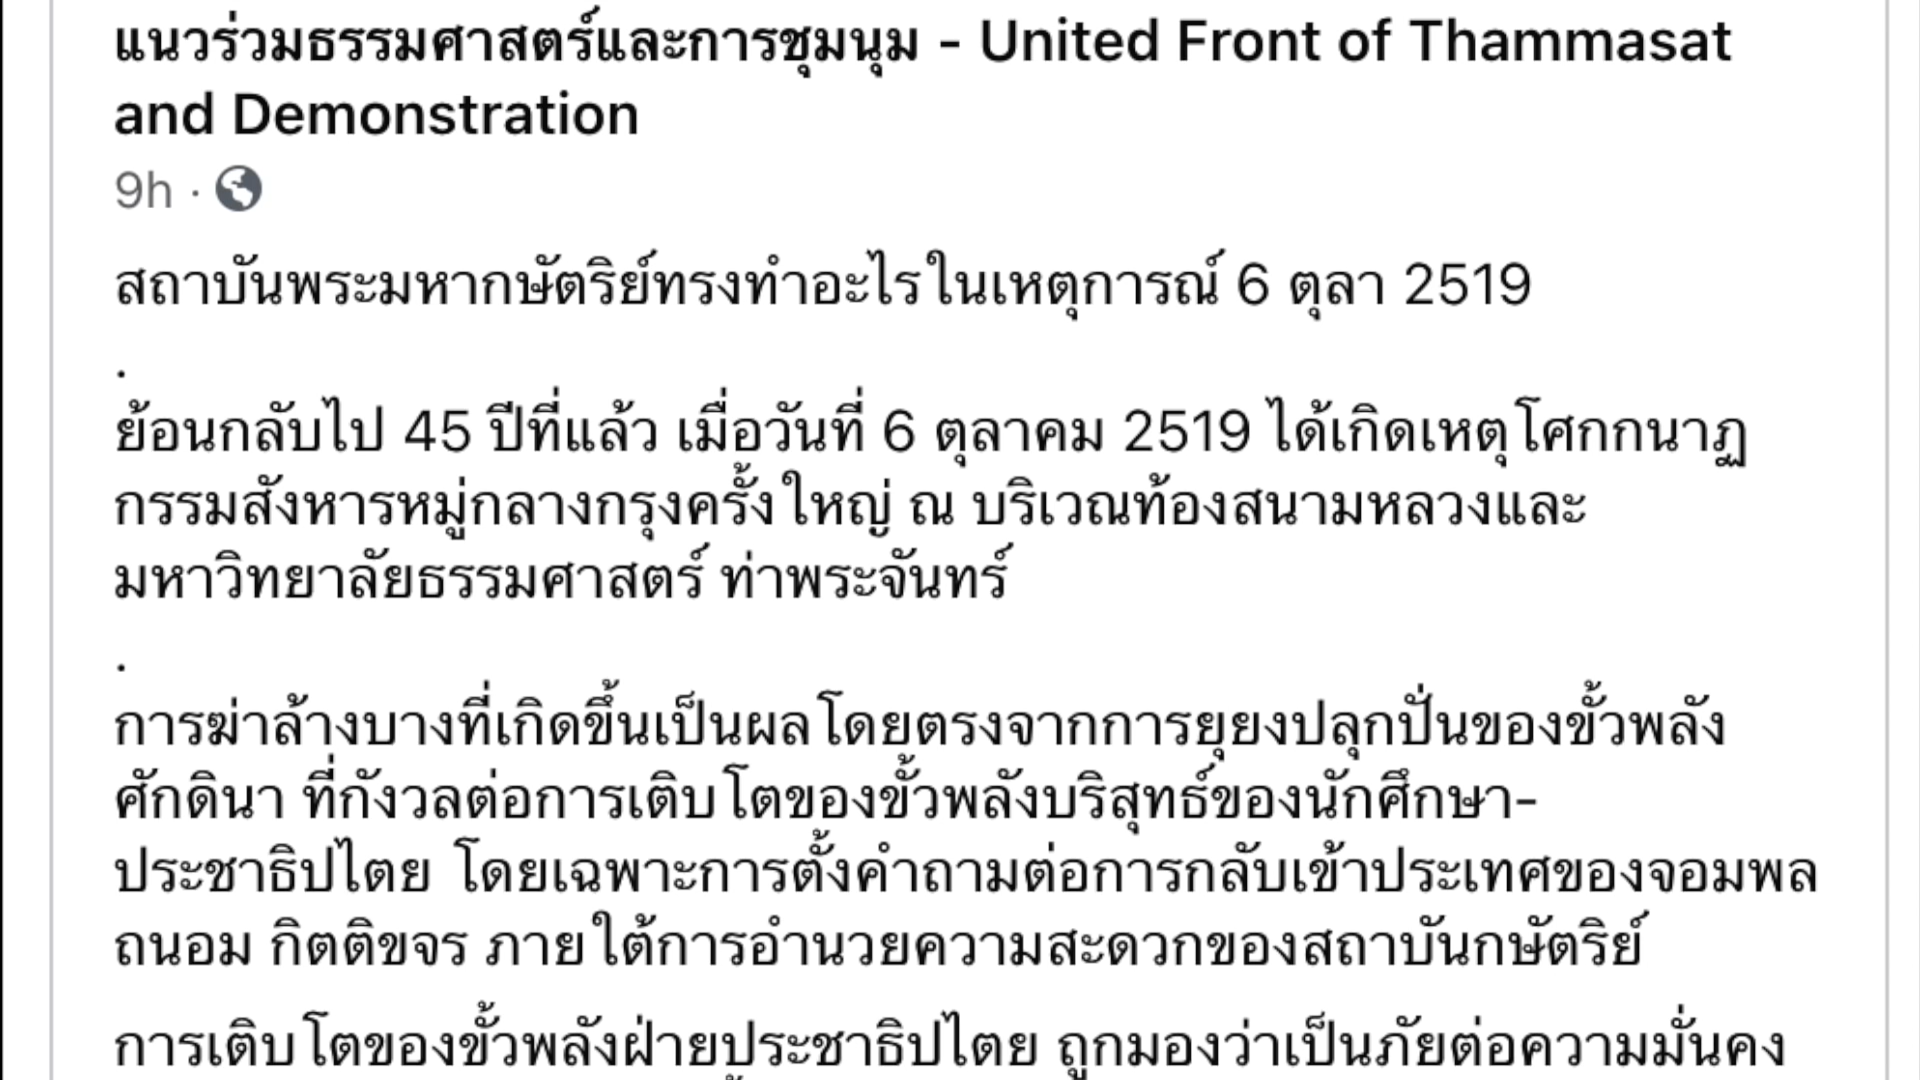 แนวร่วมธรรมศาสตร์และการชุมนุม - United Front of Thammasat
and Demonstration
9h ·
สถาบันพระมหากษัตริย์ทรงทำอะไรในเหตุการณ์ 6 ตุลา 2519
.
ย้อนกลับไป 45 ปีที่แล้ว เมื่อวันที่ 6 ตุลาคม 2519 ได้เกิดเหตุโศกกนาฏ
กรรมสังหารหมู่กลางกรุงครั้งใหญ่ ณ บริเวณท้องสนามหลวงและ
มหาวิทยาลัยธรรมศาสตร์ ท่าพระจันทร์
.
การฆ่าล้างบางที่เกิดขึ้นเป็นผลโดยตรงจากการยุยงปลุกปั่นของขั้วพลัง
ศักดินา ที่กังวลต่อการเติบโตของขั้วพลังบริสุทธ์ของนักศึกษา-
ประชาธิปไตย โดยเฉพาะการตั้งคำถามต่อการกลับเข้าประเทศของจอมพล
ถนอม กิตติขจร ภายใต้การอำนวยความสะดวกของสถาบันกษัตริย์
การเติบโตของขั้วพลังฝ่ายประชาธิปไตย ถูกมองว่าเป็นภัยต่อความมั่นคง